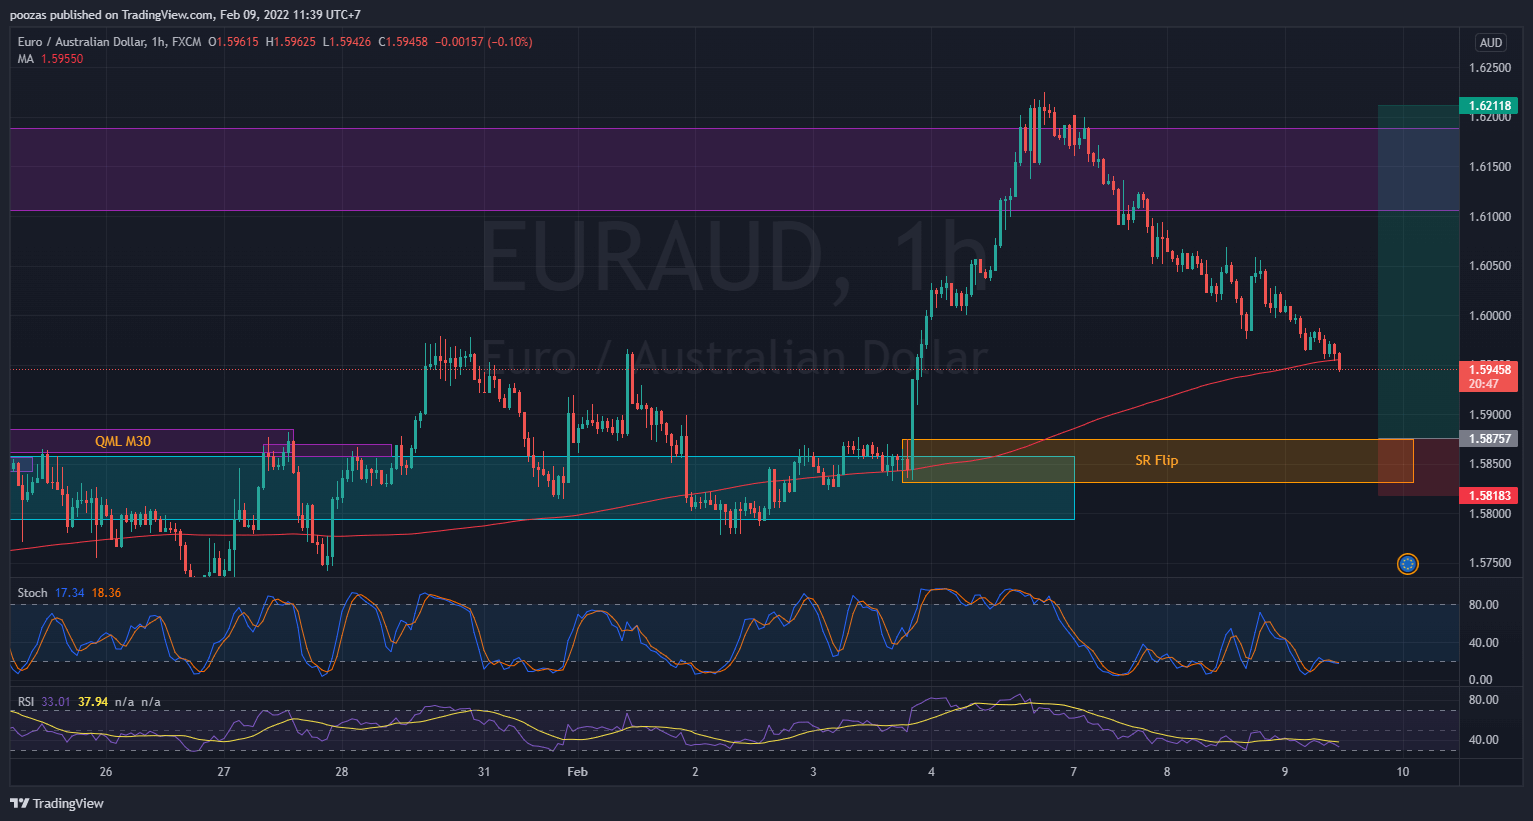 poozas published on TradingView.com, Feb 09, 2022 11:39 UTC+7
Euro / Australian Dollar, 1h, FXCM O1.59615 H1.59625 L1.59426 C1.59458 −0.00157 (−0.10%)
MA 1.59550
AUD
1.62500
1.62118
1.62000
1.61500
1.61000
1.60500
1.60000
1.59458
20:47
1.59000
1.58757
1.58500
1.58183
1.58000
1.57500
EURAUD, 1h
Euro / Australian Dollar
QML M30
SR Flip
Stoch 17.34 18.36
80.00
40.00
0.00
RSI 33.01 37.94 n/a n/a
80.00
40.00
26 27 28 31 Feb 2 3 4 7 8 9 10
TradingView